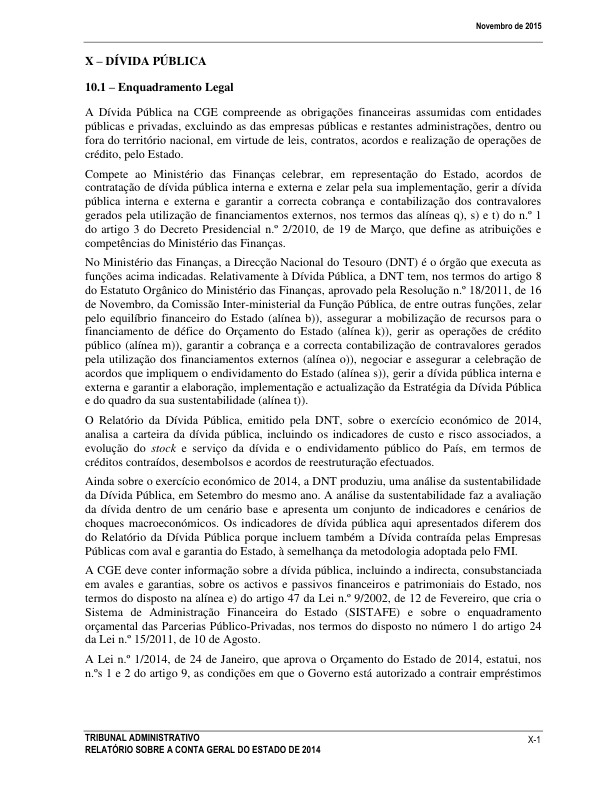 Novembro de 2015
X – DÍVIDA PÚBLICA
10.1 – Enquadramento Legal
A Dívida Pública na CGE compreende as obrigações financeiras assumidas com entidades
públicas e privadas, excluindo as das empresas públicas e restantes administrações, dentro ou
fora do território nacional, em virtude de leis, contratos, acordos e realização de operações de
crédito, pelo Estado.
Compete ao Ministério das Finanças celebrar, em representação do Estado, acordos de
contratação de dívida pública interna e externa e zelar pela sua implementação, gerir a dívida
pública interna e externa e garantir a correcta cobrança e contabilização dos contravalores
gerados pela utilização de financiamentos externos, nos termos das alíneas q), s) e t) do n.º 1
do artigo 3 do Decreto Presidencial n.º 2/2010, de 19 de Março, que define as atribuições e
competências do Ministério das Finanças.
No Ministério das Finanças, a Direcção Nacional do Tesouro (DNT) é o órgão que executa as
funções acima indicadas. Relativamente à Dívida Pública, a DNT tem, nos termos do artigo 8
do Estatuto Orgânico do Ministério das Finanças, aprovado pela Resolução n.º 18/2011, de 16
de Novembro, da Comissão Inter-ministerial da Função Pública, de entre outras funções, zelar
pelo equilíbrio financeiro do Estado (alínea b)), assegurar a mobilização de recursos para o
financiamento de défice do Orçamento do Estado (alínea k)), gerir as operações de crédito
público (alínea m)), garantir a cobrança e a correcta contabilização de contravalores gerados
pela utilização dos financiamentos externos (alínea o)), negociar e assegurar a celebração de
acordos que impliquem o endividamento do Estado (alínea s)), gerir a dívida pública interna e
externa e garantir a elaboração, implementação e actualização da Estratégia da Dívida Pública
e do quadro da sua sustentabilidade (alínea t)).
O Relatório da Dívida Pública, emitido pela DNT, sobre o exercício económico de 2014,
analisa a carteira da dívida pública, incluindo os indicadores de custo e risco associados, a
evolução do stock e serviço da dívida e o endividamento público do País, em termos de
créditos contraídos, desembolsos e acordos de reestruturação efectuados.
Ainda sobre o exercício económico de 2014, a DNT produziu, uma análise da sustentabilidade
da Dívida Pública, em Setembro do mesmo ano. A análise da sustentabilidade faz a avaliação
da dívida dentro de um cenário base e apresenta um conjunto de indicadores e cenários de
choques macroeconómicos. Os indicadores de dívida pública aqui apresentados diferem dos
do Relatório da Dívida Pública porque incluem também a Dívida contraída pelas Empresas
Públicas com aval e garantia do Estado, à semelhança da metodologia adoptada pelo FMI.
A CGE deve conter informação sobre a dívida pública, incluindo a indirecta, consubstanciada
em avales e garantias, sobre os activos e passivos financeiros e patrimoniais do Estado, nos
termos do disposto na alínea e) do artigo 47 da Lei n.º 9/2002, de 12 de Fevereiro, que cria o
Sistema de Administração Financeira do Estado (SISTAFE) e sobre o enquadramento
orçamental das Parcerias Público-Privadas, nos termos do disposto no número 1 do artigo 24
da Lei n.º 15/2011, de 10 de Agosto.
A Lei n.º 1/2014, de 24 de Janeiro, que aprova o Orçamento do Estado de 2014, estatui, nos
n.ºs 1 e 2 do artigo 9, as condições em que o Governo está autorizado a contrair empréstimos
TRIBUNAL ADMINISTRATIVO
RELATÓRIO SOBRE A CONTA GERAL DO ESTADO DE 2014
X-1